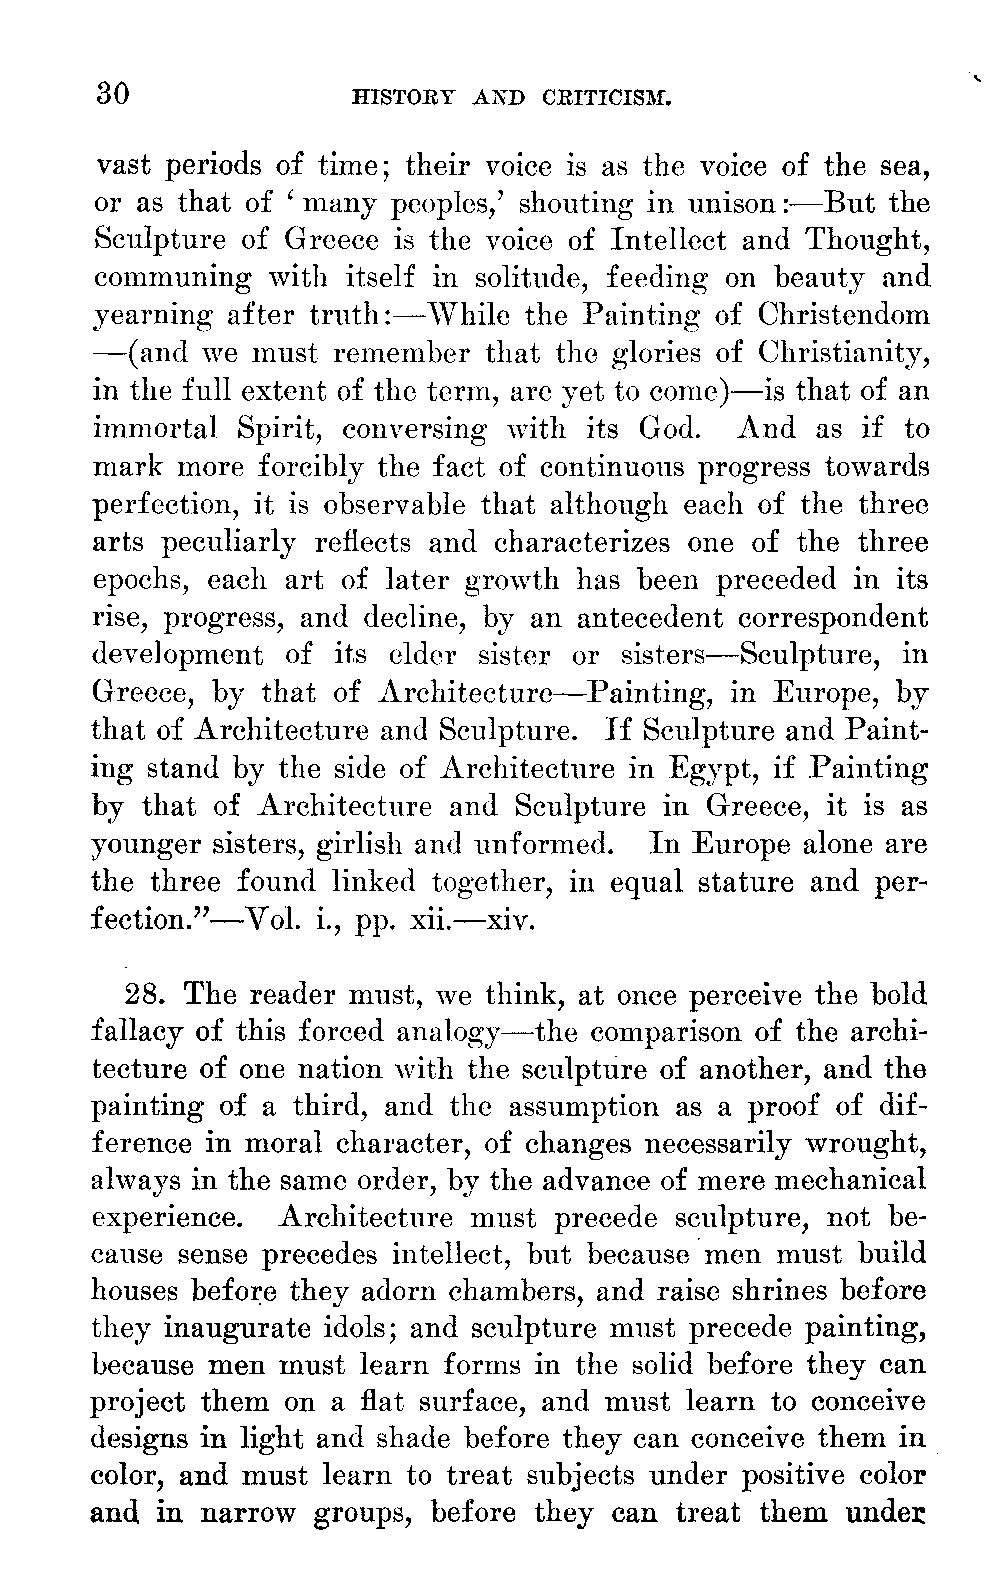 30 HISTORY AND CRITICISM.
vast periods of time; their voice is as the voice of the sea,
or as that of ‘many peoples,’ shouting in unison:—But the
Sculpture of Greece is the voice of Intellect and Thought,
communing with itself in solitude, feeding on beauty and
yearning after truth:—While the Painting of Christendom
—(and we must remember that the glories of Christianity,
in the full extent of the term, are yet to come)—is that of an
immortal Spirit, conversing with its God. And as if to
mark more forcibly the fact of continuous progress towards
perfection, it is observable that although each of the three
arts peculiarly reflects and characterizes one of the three
epochs, each art of later growth has been preceded in its
rise, progress, and decline, by an antecedent correspondent
development of its elder sister or sisters—Sculpture, in
Greece, by that of Architecture—Painting, in Europe, by
that of Architecture and Sculpture. If Sculpture and Paint-
ing stand by the side of Architecture in Egypt, if Painting
by that of Architecture and Sculpture in Greece, it is as
younger sisters, girlish and unformed. In Europe alone are
the three found linked together, in equal stature and per-
fection.”—Vol. i., pp. xii.—xiv.
28. The reader must, we think, at once perceive the bold
fallacy of this forced analogy—the comparison of the archi-
tecture of one nation with the sculpture of another, and the
painting of a third, and the assumption as a proof of dif-
ference in moral character, of changes necessarily wrought,
always in the same order, by the advance of mere mechanical
experience. Architecture must precede sculpture, not be-
cause sense precedes intellect, but because men must build
houses before they adorn chambers, and raise shrines before
they inaugurate idols; and sculpture must precede painting,
because men must learn forms in the solid before they can
project them on a flat surface, and must learn to conceive
designs in light and shade before they can conceive them in
color, and must learn to treat subjects under positive color
and in narrow groups, before they can treat them under